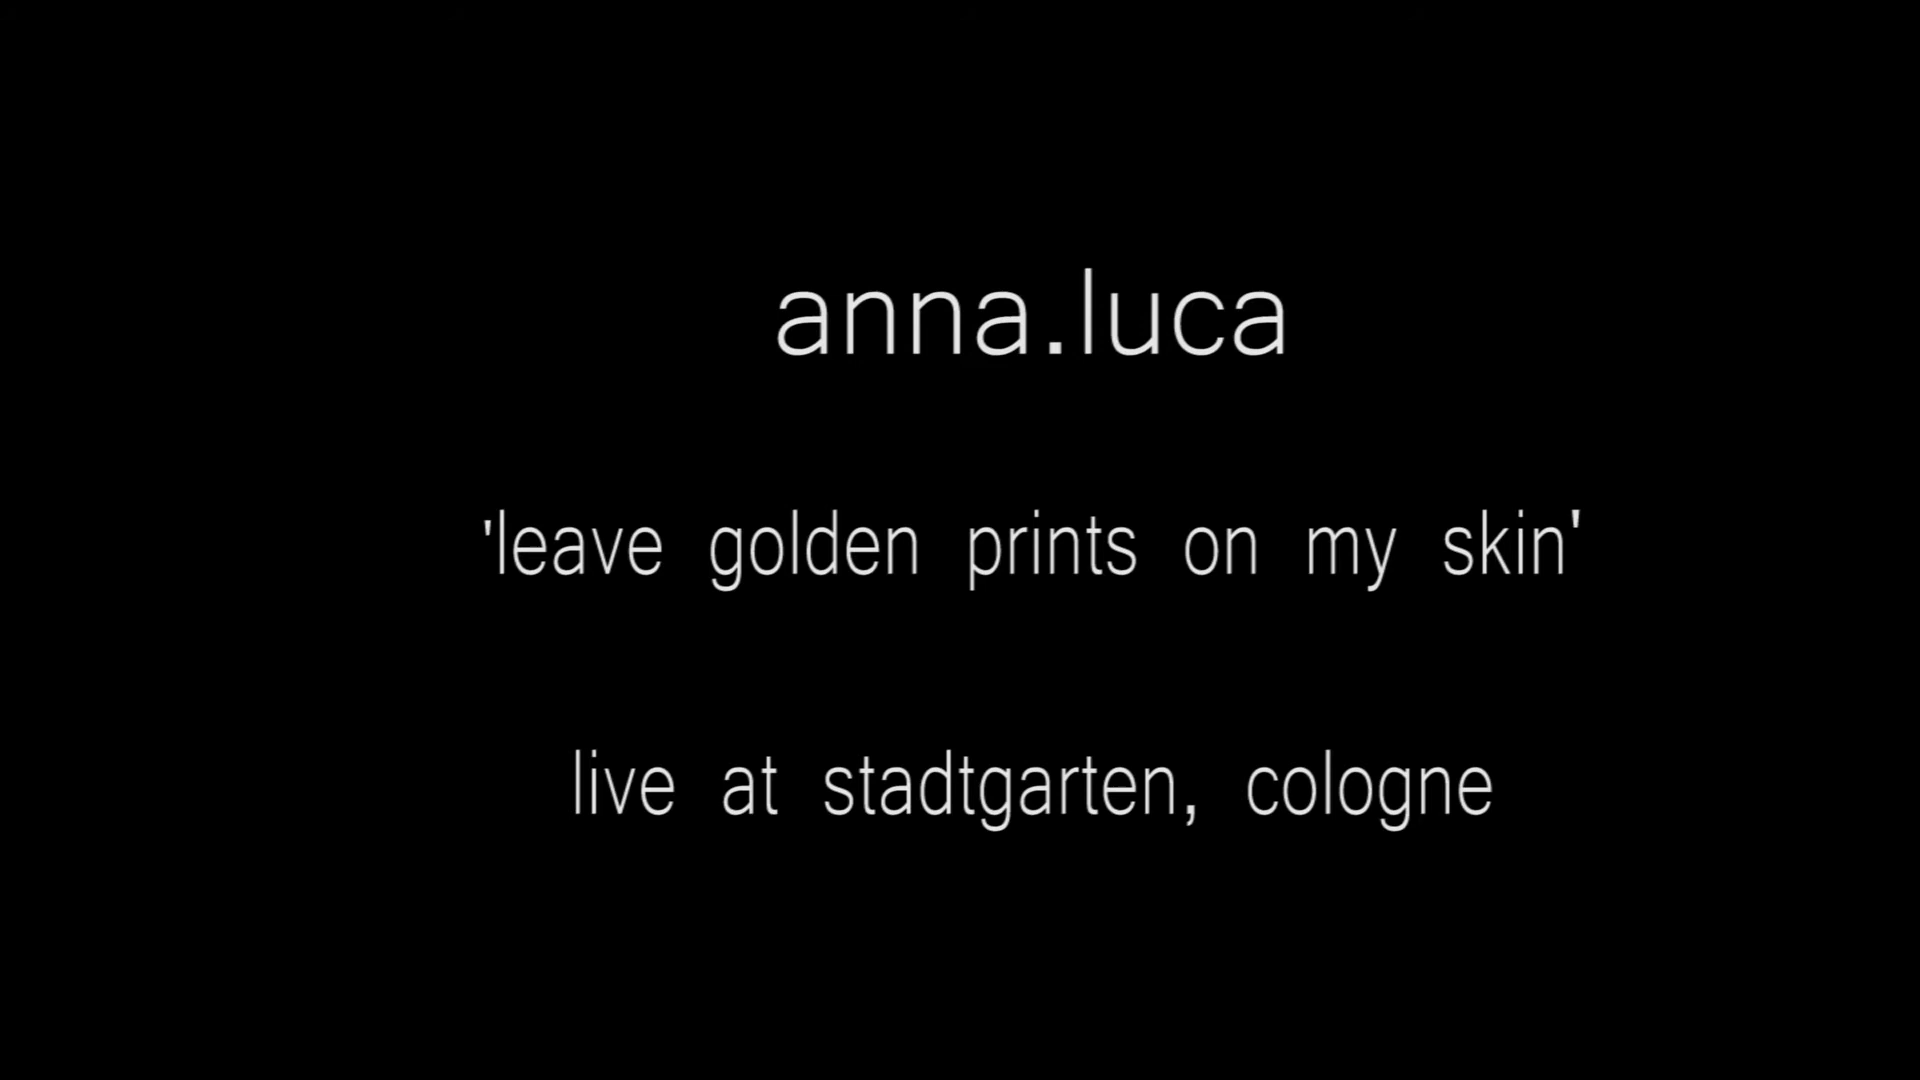 anna.luca
'leave golden prints on my skin'
live at stadtgarten, cologne